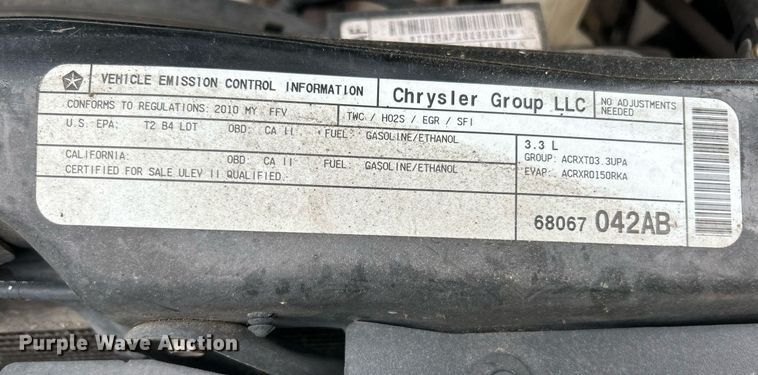 VEHICLE EMISSION CONTROL INFORMATION
Chrysler Group LLC
NO ADJUSTMENTS
NEEDED
CONFORMS TO REGULATIONS: 2010 MY FFV
TWC / HO2S / EGR / SFI
U.S. EPA: T2 B4 LDT OBD: CA II FUEL: GASOLINE/ETHANOL
CALIFORNIA: OBD: CA II FUEL: GASOLINE/ETHANOL
CERTIFIED FOR SALE ULEV II QUALIFIED.
3.3 L
GROUP: ACRXT03.3UPA
EVAP: ACRXR0150RKA
68067 042AB
Purple Wave Auction